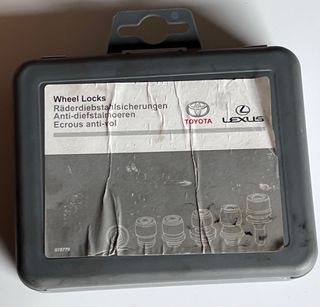 Wheel Locks
Räderdiebstahlsicherungen
Anti-diefstalmoeren
Ecrous anti-vol
TOYOTA
LEXUS